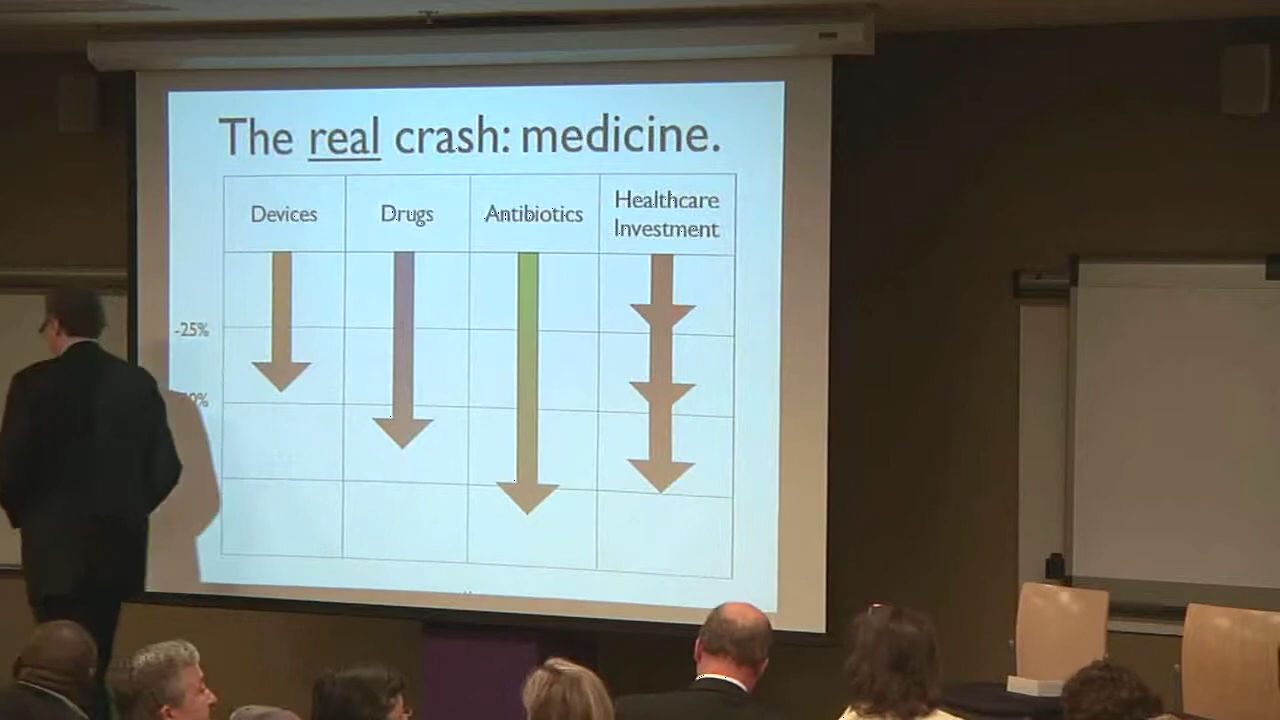 The real crash: medicine.
Devices
Drugs
Antibiotics
Healthcare
Investment
-25%